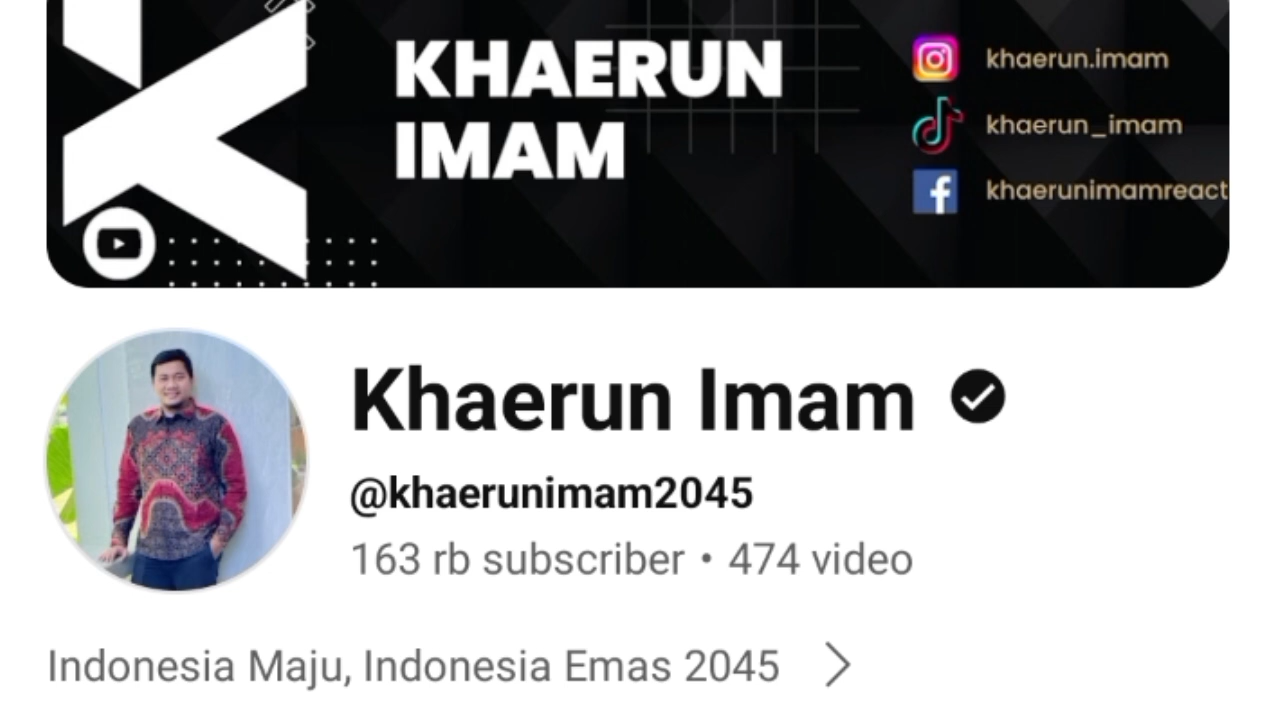 KHAERUN
IMAM
khaerun.imam
khaerun_imam
khaerunimamreact
Khaerun Imam
@khaerunimam2045
163 rb subscriber • 474 video
Indonesia Maju, Indonesia Emas 2045